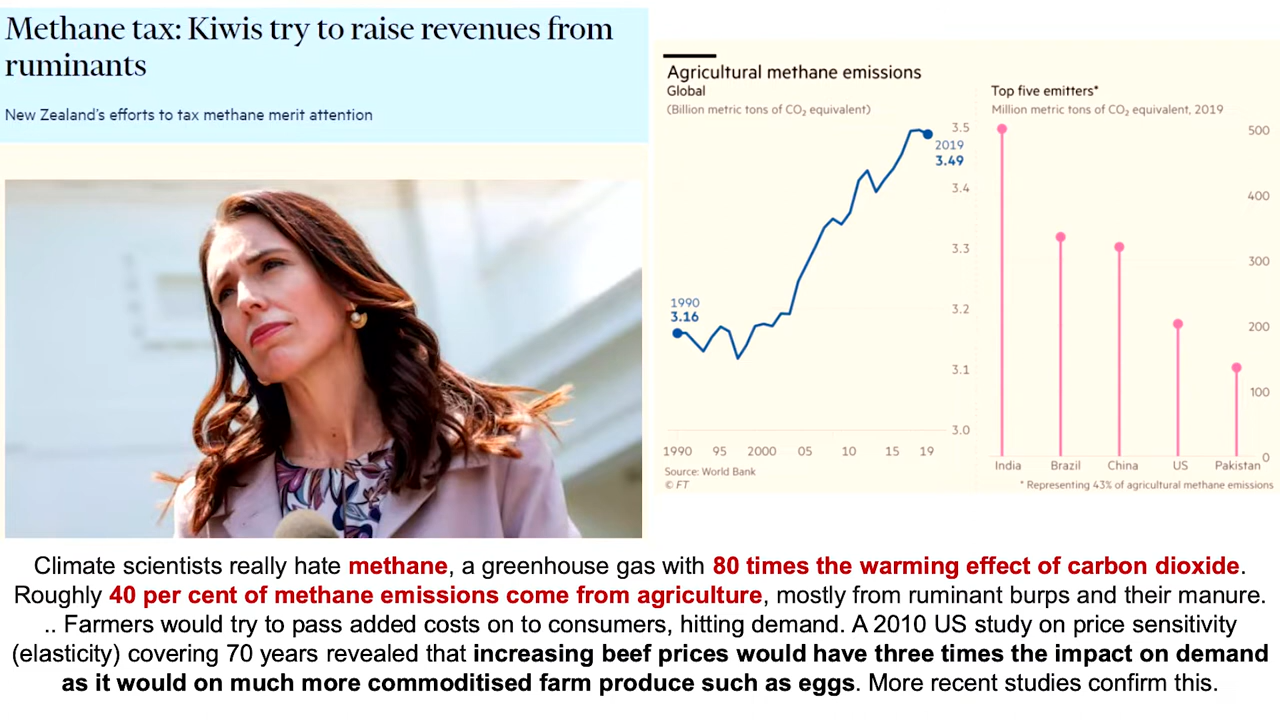 Methane tax: Kiwis try to raise revenues from
ruminants
New Zealand's efforts to tax methane merit attention
Agricultural methane emissions
Global
(Billion metric tons of CO₂ equivalent)
3.5
2019
3.49
3.4
3.3
1990
3.16
3.2
3.1
3.0
1990 95 2000 05 10 15 19
Source: World Bank
© FT
Top five emitters*
Million metric tons of CO₂ equivalent, 2019
500
400
300
200
100
0
India Brazil China US Pakistan
* Representing 43% of agricultural methane emissions
Climate scientists really hate methane, a greenhouse gas with 80 times the warming effect of carbon dioxide.
Roughly 40 per cent of methane emissions come from agriculture, mostly from ruminant burps and their manure.
.. Farmers would try to pass added costs on to consumers, hitting demand. A 2010 US study on price sensitivity
(elasticity) covering 70 years revealed that increasing beef prices would have three times the impact on demand
as it would on much more commoditised farm produce such as eggs. More recent studies confirm this.